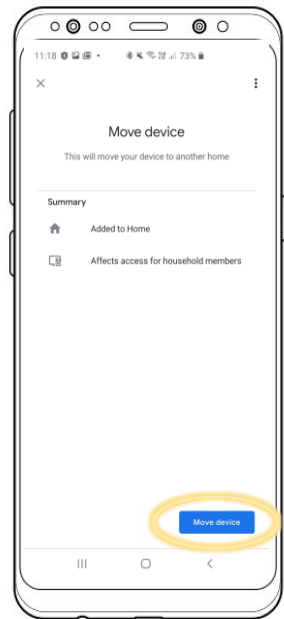 11:18 73%
Move device
This will move your device to another home
Summary
Added to Home
Affects access for household members
Move device